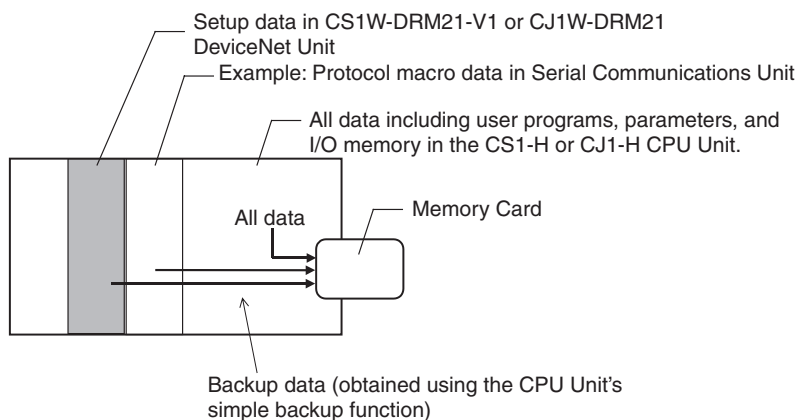 Setup data in CS1W-DRM21-V1 or CJ1W-DRM21
DeviceNet Unit
Example: Protocol macro data in Serial Communications Unit
All data including user programs, parameters, and
I/O memory in the CS1-H or CJ1-H CPU Unit.
All data
Memory Card
Backup data (obtained using the CPU Unit's
simple backup function)